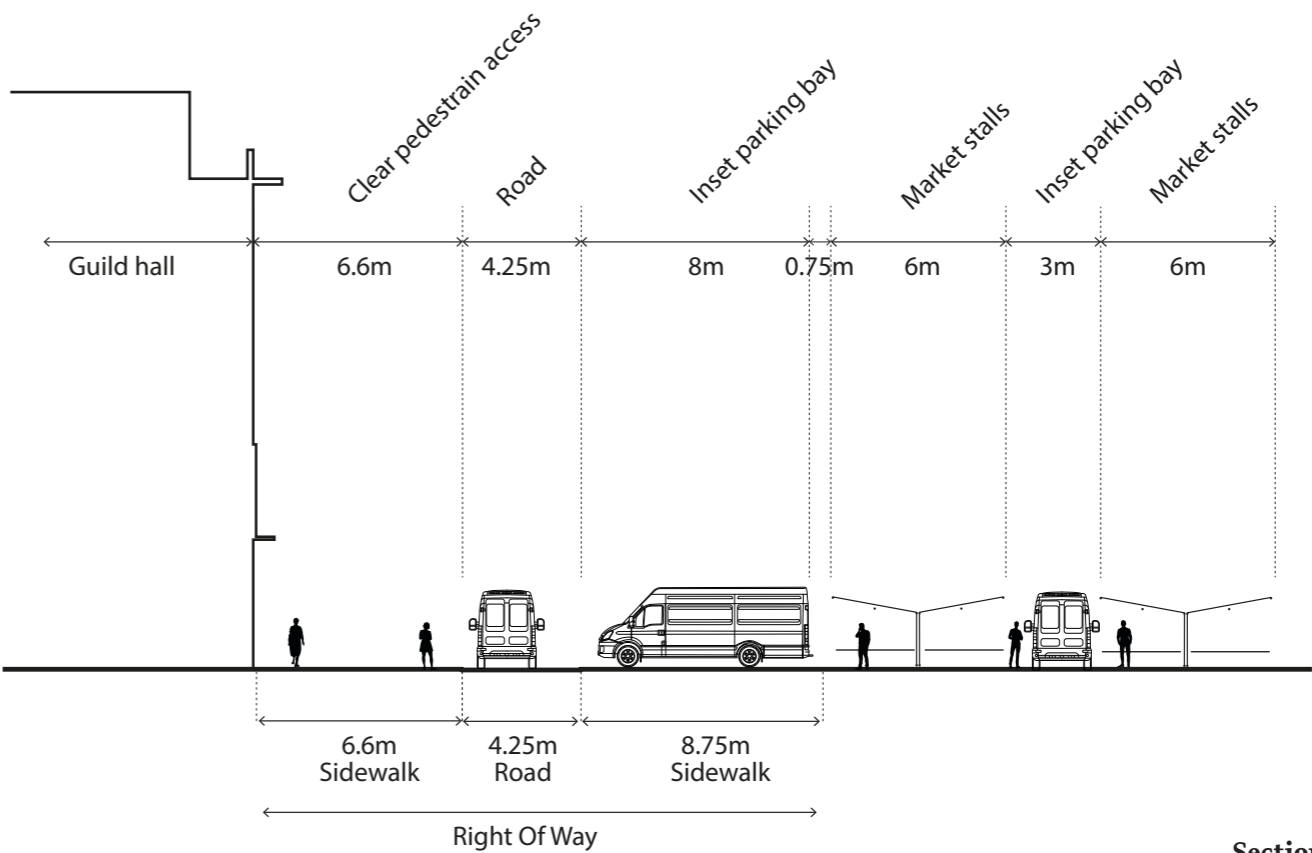 Clear pedestrain access
Road
Inset parking bay
Market stalls
Inset parking bay
Market stalls
Guild hall
6.6m
4.25m
8m
0.75m
6m
3m
6m
6.6m
Sidewalk
4.25m
Road
8.75m
Sidewalk
Right Of Way
Section